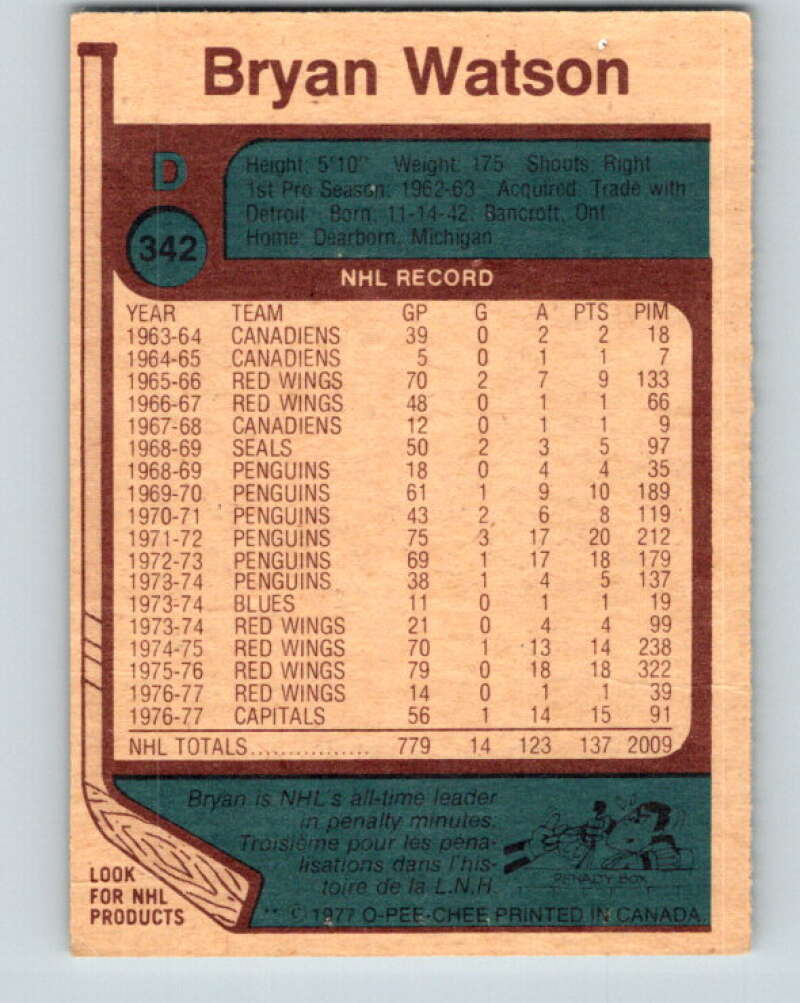 Bryan Watson
D
342
Height: 5'10" Weight: 175 Shoots: Right
1st Pro Season: 1962-63 Acquired: Trade with
Detroit Born: 11-14-42, Bancroft, Ont.
Home: Dearborn, Michigan
NHL RECORD
YEAR TEAM GP G A PTS PIM
1963-64 CANADIENS 39 0 2 2 18
1964-65 CANADIENS 5 0 1 1 7
1965-66 RED WINGS 70 2 7 9 133
1966-67 RED WINGS 48 0 1 1 66
1967-68 CANADIENS 12 0 1 1 9
1968-69 SEALS 50 2 3 5 97
1968-69 PENGUINS 18 0 4 4 35
1969-70 PENGUINS 61 1 9 10 189
1970-71 PENGUINS 43 2 6 8 119
1971-72 PENGUINS 75 3 17 20 212
1972-73 PENGUINS 69 1 17 18 179
1973-74 PENGUINS 38 1 4 5 137
1973-74 BLUES 11 0 1 1 19
1973-74 RED WINGS 21 0 4 4 99
1974-75 RED WINGS 70 1 13 14 238
1975-76 RED WINGS 79 0 18 18 322
1976-77 RED WINGS 14 0 1 1 39
1976-77 CAPITALS 56 1 14 15 91
NHL TOTALS................ 779 14 123 137 2009
Bryan is NHL's all-time leader
in penalty minutes.
Troisième pour les péna-
lisations dans l'his-
toire de la L.N.H.
PENALTY BOX
LOOK
FOR NHL
PRODUCTS
** © 1977 O-PEE-CHEE PRINTED IN CANADA